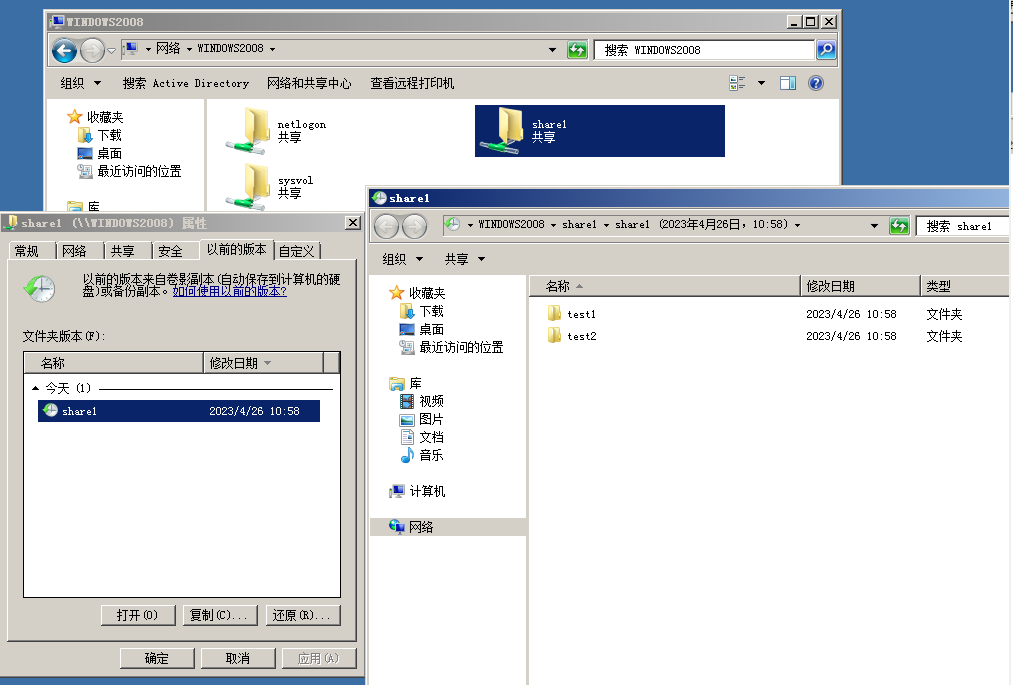 WINDOWS2008
网络 WINDOWS2008
搜索 WINDOWS2008
组织 搜索 Active Directory 网络和共享中心 查看远程打印机
收藏夹
下载
桌面
最近访问的位置
库
netlogon
共享
share1
共享
sysvol
共享
share1 (\\WINDOWS2008) 属性
常规 网络 共享 安全 以前的版本 自定义
以前的版本来自卷影副本(自动保存到计算机的硬
盘)或备份副本。如何使用以前的版本?
文件夹版本(F):
名称 修改日期
今天 (1)
share1 2023/4/26 10:58
打开(O) 复制(C)... 还原(R)...
确定 取消 应用(A)
share1
WINDOWS2008 share1 share1 (2023年4月26日, 10:58)
搜索 share1
组织 共享
收藏夹
下载
桌面
最近访问的位置
库
视频
图片
文档
音乐
计算机
网络
名称 修改日期 类型
test1 2023/4/26 10:58 文件夹
test2 2023/4/26 10:58 文件夹